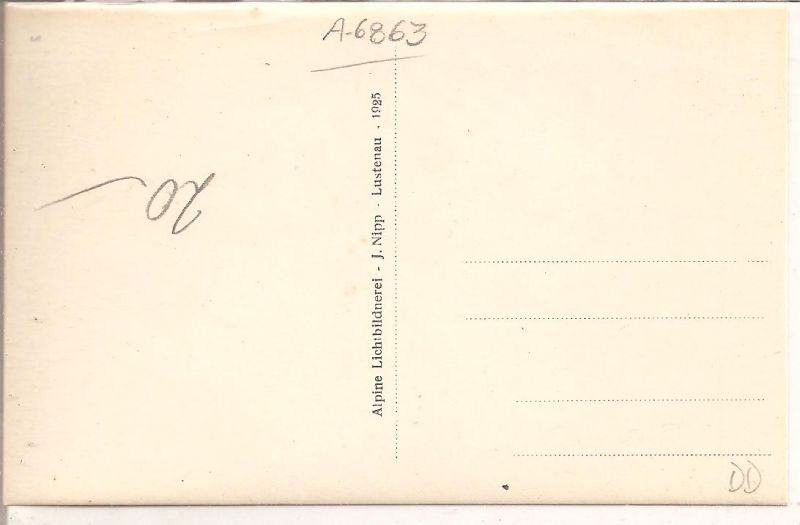 A-6863
Alpine Lichtbildnerei - J. Nipp - Lustenau - 1925
20
DD